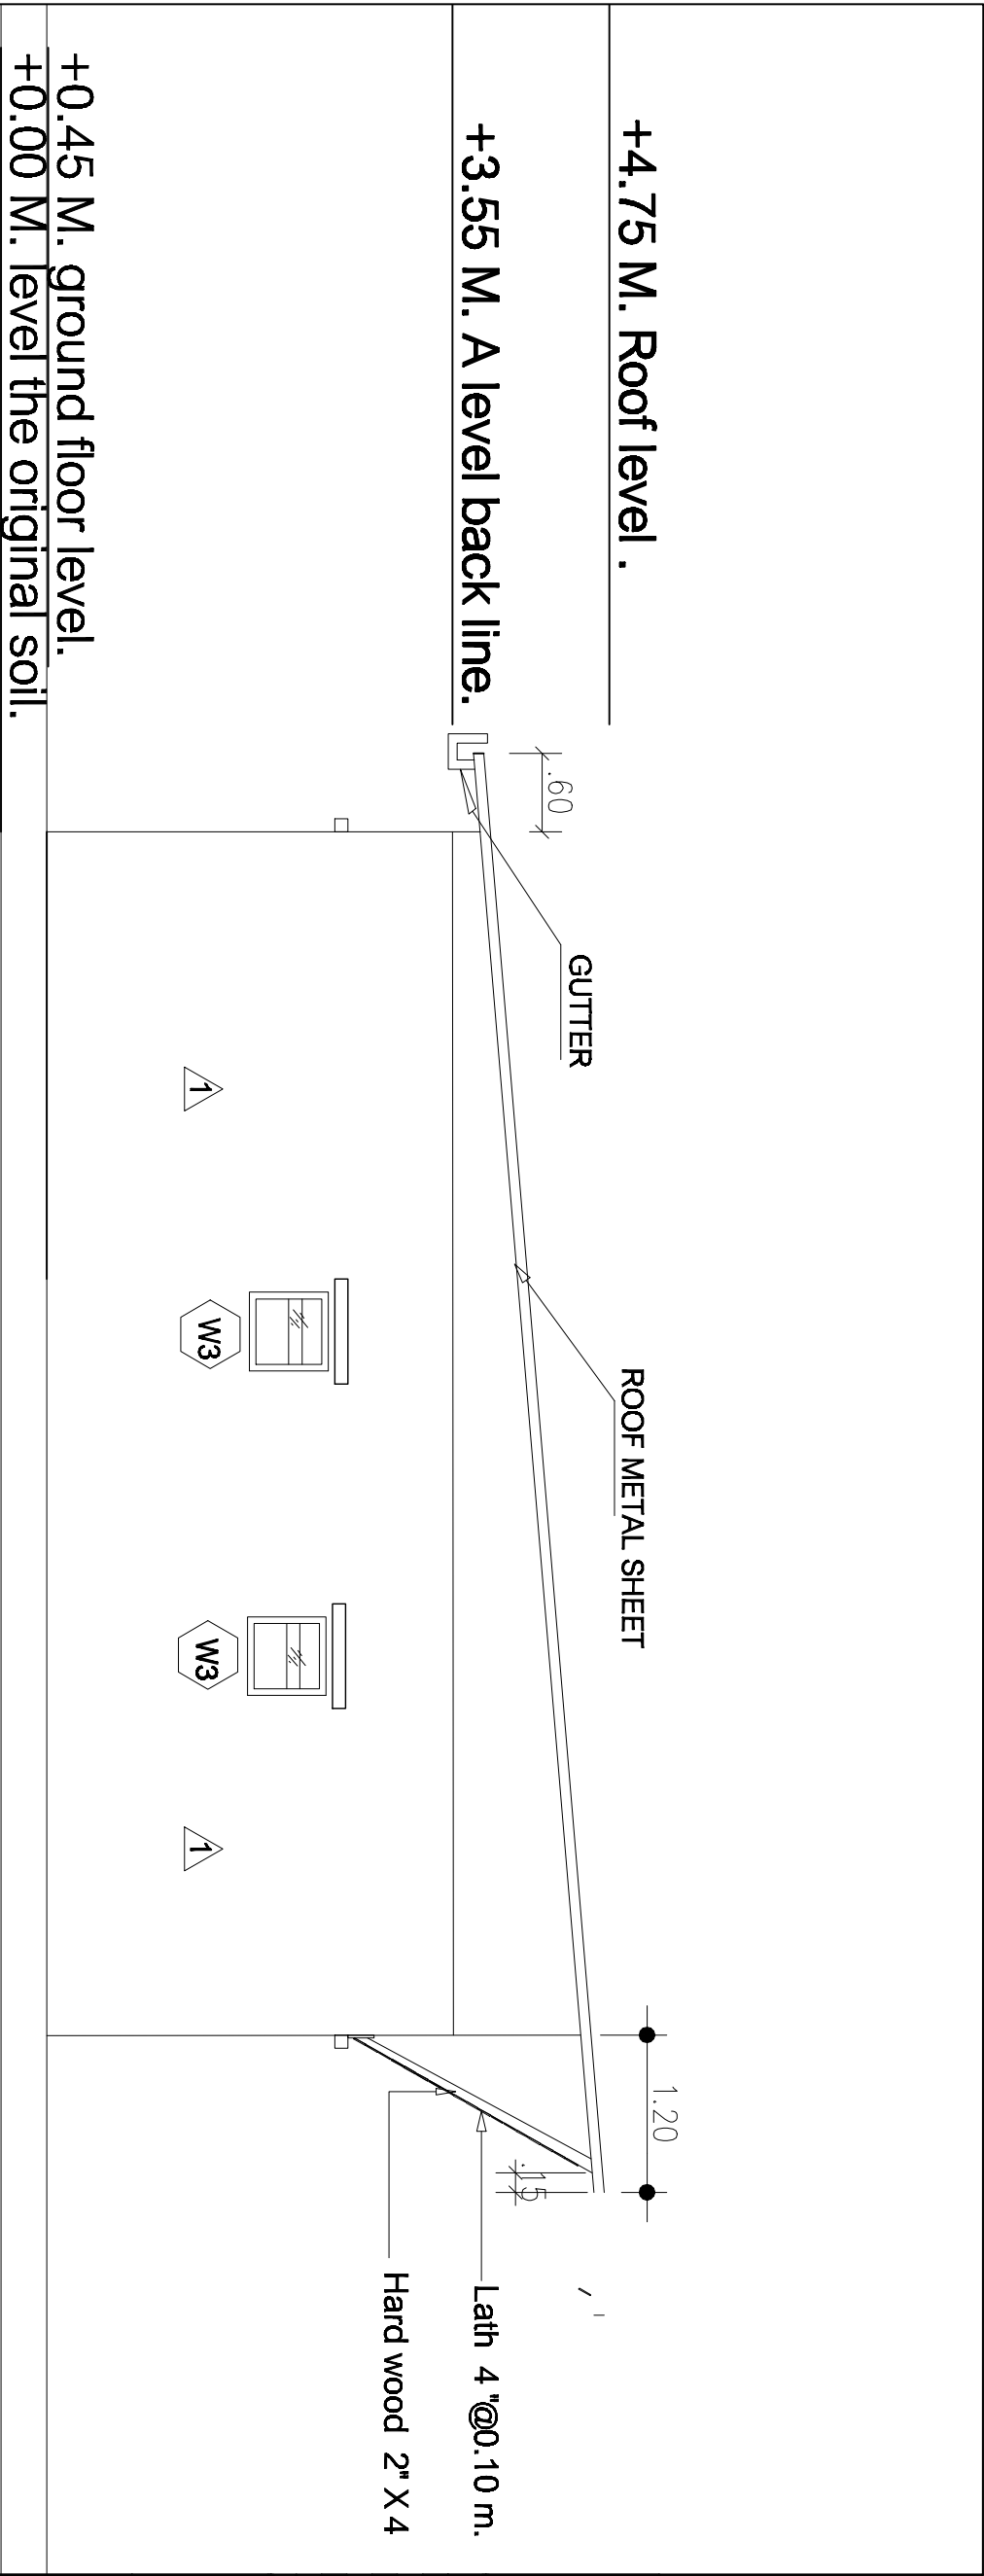 +4.75 M. Roof level .
1.20
ROOF METAL SHEET
GUTTER
.60
.15
+3.55 M. A level back line.
Lath 4 "@0.10 m.
Hard wood 2" X 4
1
W3
W3
1
+0.45 M. ground floor level.
+0.00 M. level the original soil.